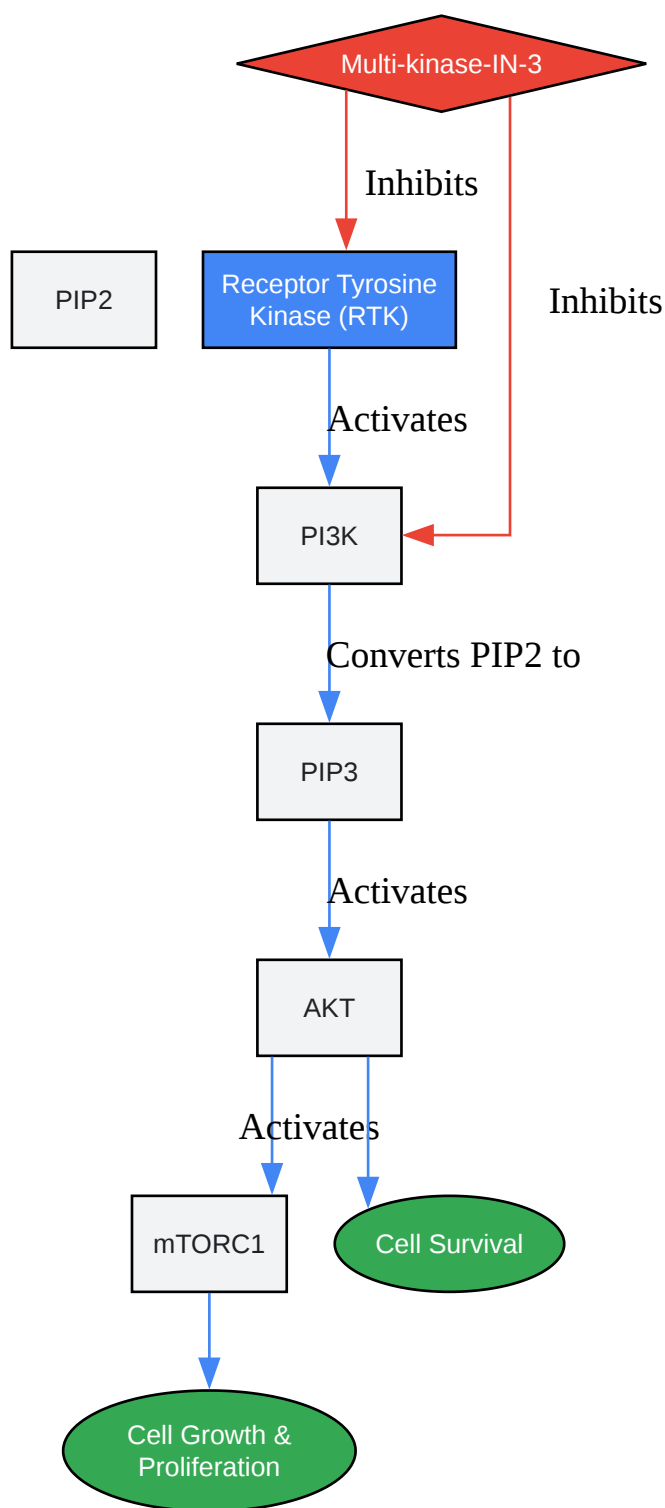 Multi-kinase-IN-3
Inhibits
PIP2
Receptor Tyrosine
Kinase (RTK)
Inhibits
Activates
PI3K
Converts PIP2 to
PIP3
Activates
AKT
Activates
mTORC1
Cell Survival
Cell Growth &
Proliferation